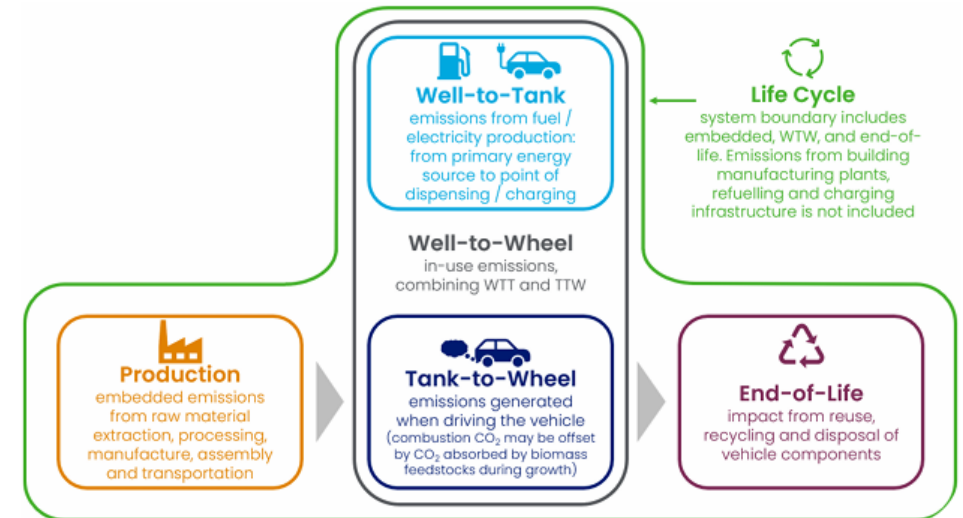 Well-to-Tank
emissions from fuel /
electricity production:
from primary energy
source to point of
dispensing / charging
Life Cycle
system boundary includes
embedded, WTW, and end-of-
life. Emissions from building
manufacturing plants,
refuelling and charging
infrastructure is not included
Well-to-Wheel
in-use emissions,
combining WTT and TTW
Production
embedded emissions
from raw material
extraction, processing,
manufacture, assembly
and transportation
Tank-to-Wheel
emissions generated
when driving the vehicle
(combustion CO₂ may be offset
by CO₂ absorbed by biomass
feedstocks during growth)
End-of-Life
impact from reuse,
recycling and disposal of
vehicle components